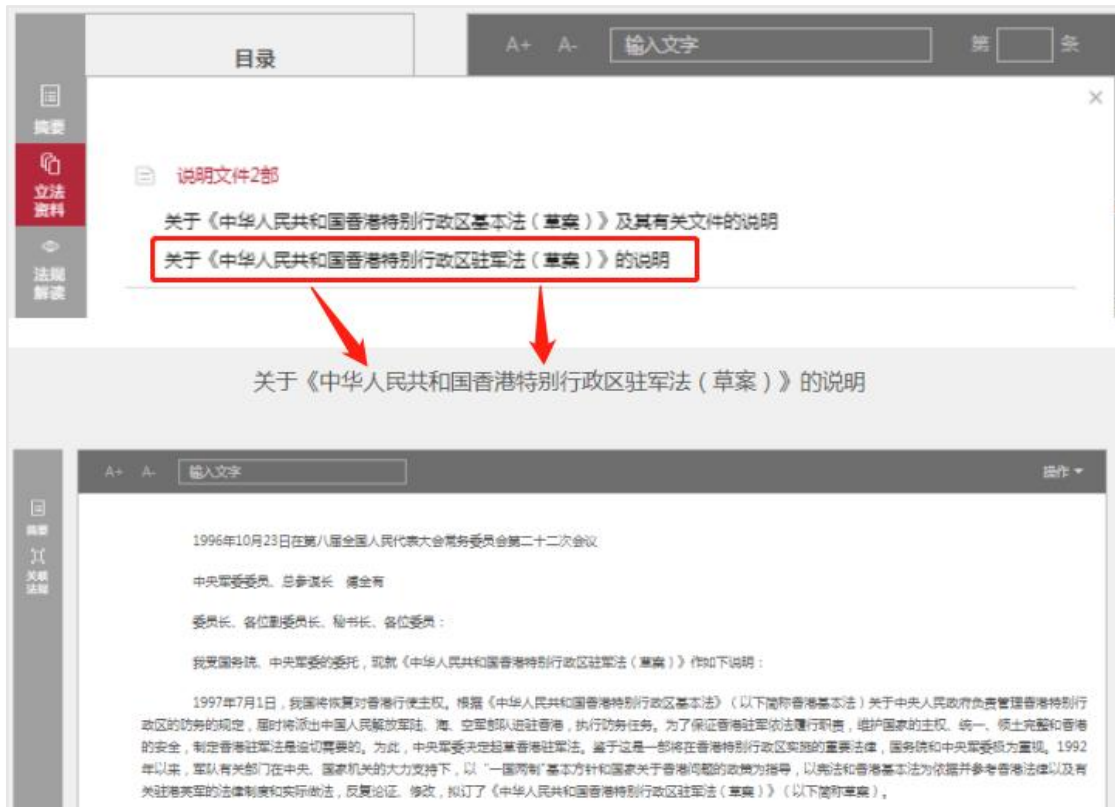 目录
A+ A- 输入文字 第 条
摘要
立法
资料
法规
解读
说明文件2部
关于《中华人民共和国香港特别行政区基本法(草案)》及其有关文件的说明
关于《中华人民共和国香港特别行政区驻军法(草案)》的说明
关于《中华人民共和国香港特别行政区驻军法(草案)》的说明
A+ A- 输入文字 操作
摘要
关联
法规
1996年10月23日在第八届全国人民代表大会常务委员会第二十二次会议
中央军委委员、总参谋长 傅全有
委员长、各位副委员长、秘书长、各位委员:
我受国务院、中央军委的委托,现就《中华人民共和国香港特别行政区驻军法(草案)》作如下说明:
1997年7月1日,我国将恢复对香港行使主权。根据《中华人民共和国香港特别行政区基本法》(以下简称香港基本法)关于中央人民政府负责管理香港特别行
政区的防务的规定,届时将派出中国人民解放军陆、海、空军部队进驻香港,执行防务任务。为了保证香港驻军依法履行职责,维护国家的主权、统一、领土完整和香港
的安全,制定香港驻军法是迫切需要的。为此,中央军委决定起草香港驻军法。鉴于这是一部将在香港特别行政区实施的重要法律,国务院和中央军委极为重视。1992
年以来,军队有关部门在中央、国家机关的大力支持下,以“一国两制”基本方针和国家关于香港问题的政策为指导,以宪法和香港基本法为依据并参考香港法律以及有
关驻港英军的法律制度和实际做法,反复论证、修改,拟订了《中华人民共和国香港特别行政区驻军法(草案)》(以下简称草案)。